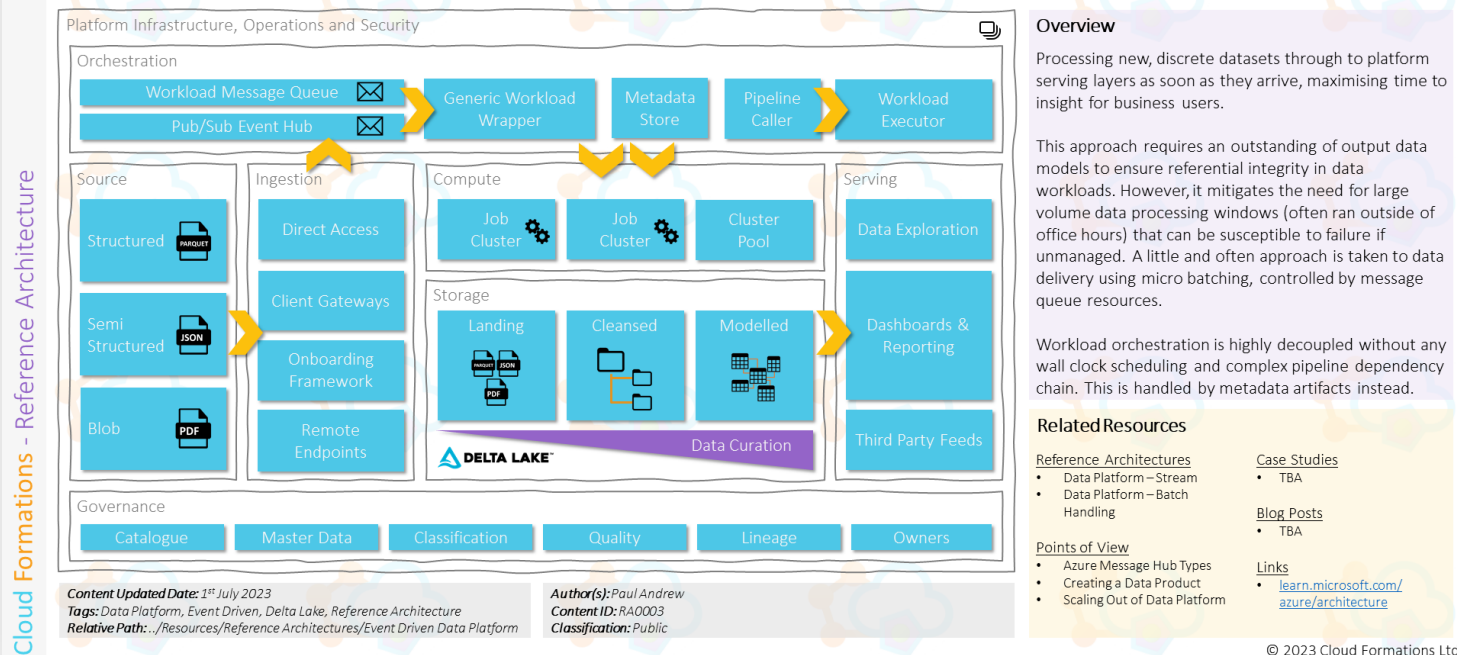 Cloud Formations - Reference Architecture
Platform Infrastructure, Operations and Security
Orchestration
Workload Message Queue
Pub/Sub Event Hub
Generic Workload
Wrapper
Metadata
Store
Pipeline
Caller
Workload
Executor
Source
Structured
PARQUET
Semi
Structured
JSON
Blob
PDF
Ingestion
Direct Access
Client Gateways
Onboarding
Framework
Remote
Endpoints
Compute
Job
Cluster
Job
Cluster
Cluster
Pool
Storage
Landing
PARQUET
JSON
PDF
Cleansed
Modelled
DELTA LAKE™
Data Curation
Serving
Data Exploration
Dashboards &
Reporting
Third Party Feeds
Governance
Catalogue
Master Data
Classification
Quality
Lineage
Owners
Content Updated Date: 1st July 2023
Tags: Data Platform, Event Driven, Delta Lake, Reference Architecture
Relative Path: ../Resources/Reference Architectures/Event Driven Data Platform
Author(s): Paul Andrew
Content ID: RA0003
Classification: Public
Overview
Processing new, discrete datasets through to platform
serving layers as soon as they arrive, maximising time to
insight for business users.
This approach requires an outstanding of output data
models to ensure referential integrity in data
workloads. However, it mitigates the need for large
volume data processing windows (often ran outside of
office hours) that can be susceptible to failure if
unmanaged. A little and often approach is taken to data
delivery using micro batching, controlled by message
queue resources.
Workload orchestration is highly decoupled without any
wall clock scheduling and complex pipeline dependency
chain. This is handled by metadata artifacts instead.
Related Resources
Reference Architectures
• Data Platform – Stream
• Data Platform – Batch
Handling
Points of View
• Azure Message Hub Types
• Creating a Data Product
• Scaling Out of Data Platform
Case Studies
• TBA
Blog Posts
• TBA
Links
• learn.microsoft.com/
azure/architecture
© 2023 Cloud Formations Ltd